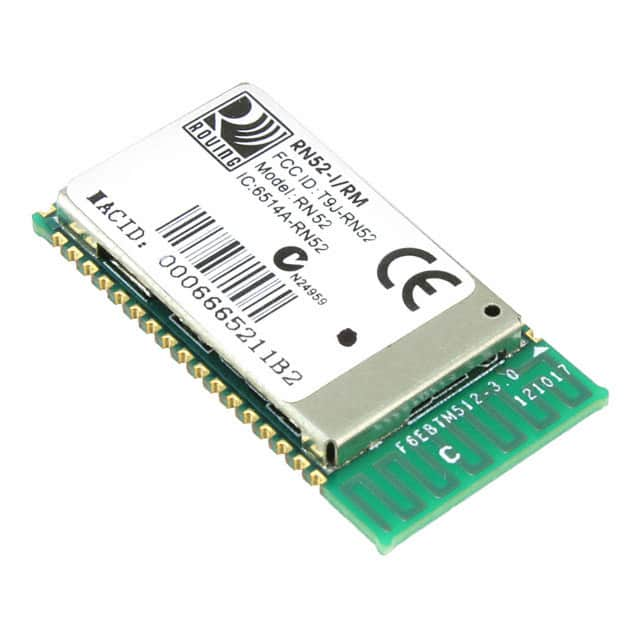 ROVING
RN52-I/RM
FCC ID: T9J-RN52
Model: RN52
IC:6514A-RN52
N24959
CE
MACID:
0006665211B2
F6EBTM512-3.0
121017
C